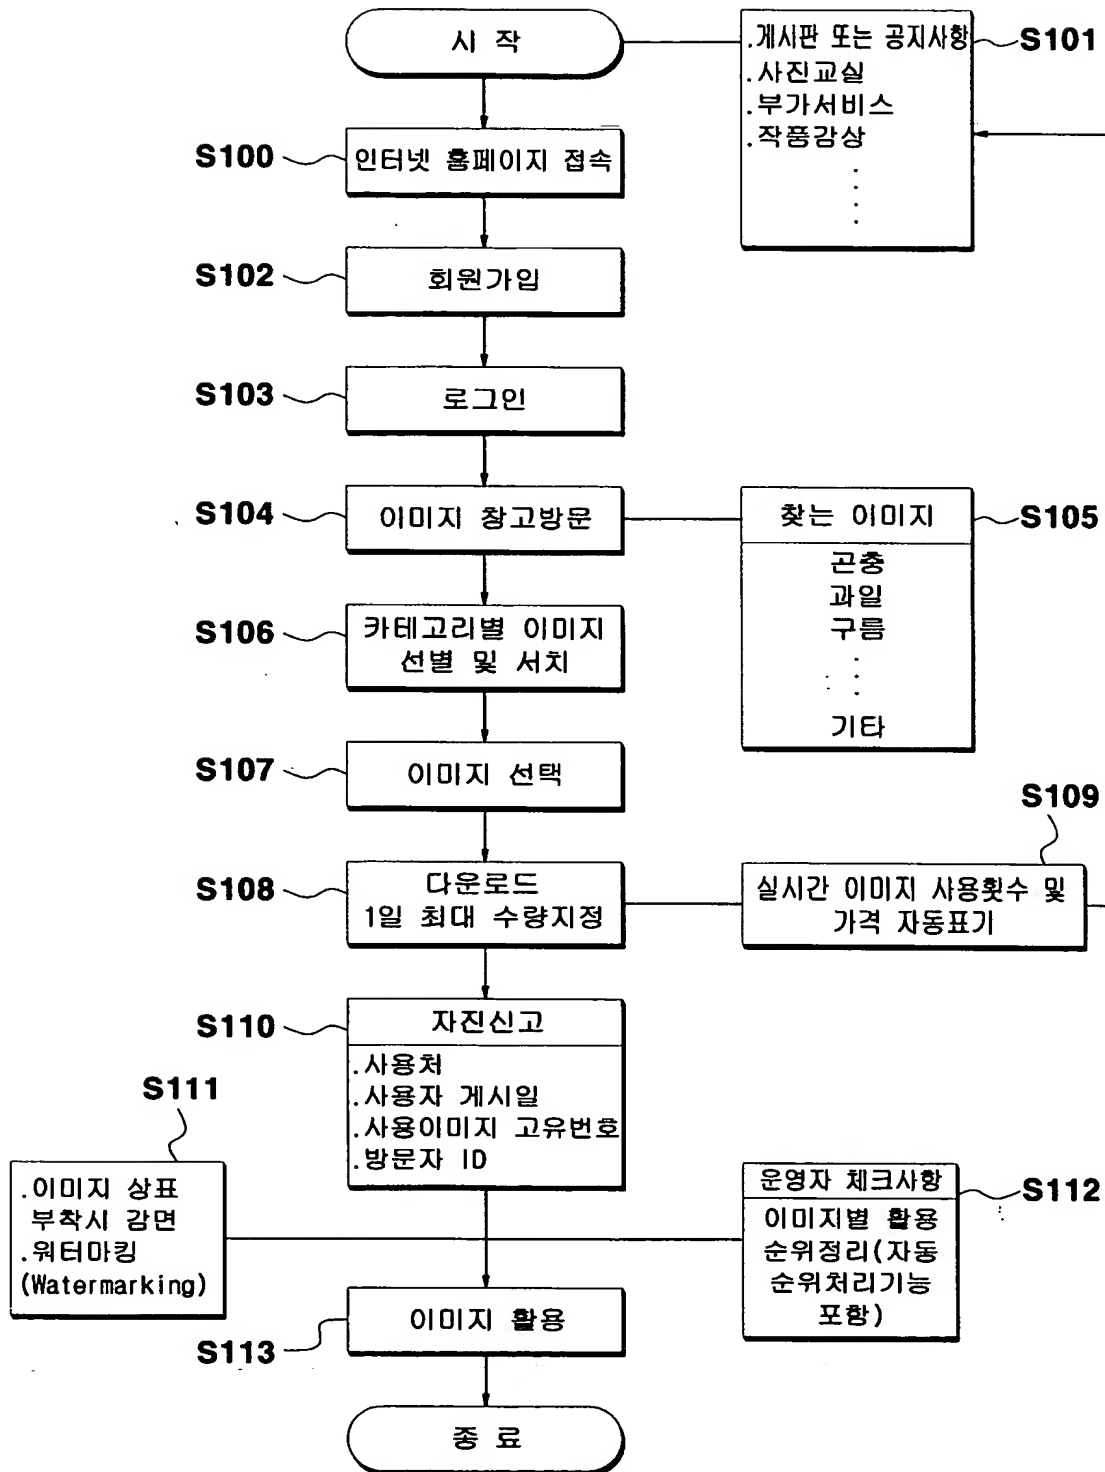 시 작
.게시판 또는 공지사항
.사진교실
.부가서비스
.작품감상
S101
S100
인터넷 홈페이지 접속
S102
회원가입
S103
로그인
S104
이미지 창고방문
찾는 이미지
곤충
과일
구름
기타
S105
S106
카테고리별 이미지
선별 및 서치
S107
이미지 선택
S108
다운로드
1일 최대 수량지정
S109
실시간 이미지 사용횟수 및
가격 자동표기
S110
자진신고
.사용처
.사용자 게시일
.사용이미지 고유번호
.방문자 ID
S111
.이미지 상표
부착시 감면
.워터마킹
(Watermarking)
운영자 체크사항
이미지별 활용
순위정리(자동
순위처리기능
포함)
S112
이미지 활용
S113
종 료